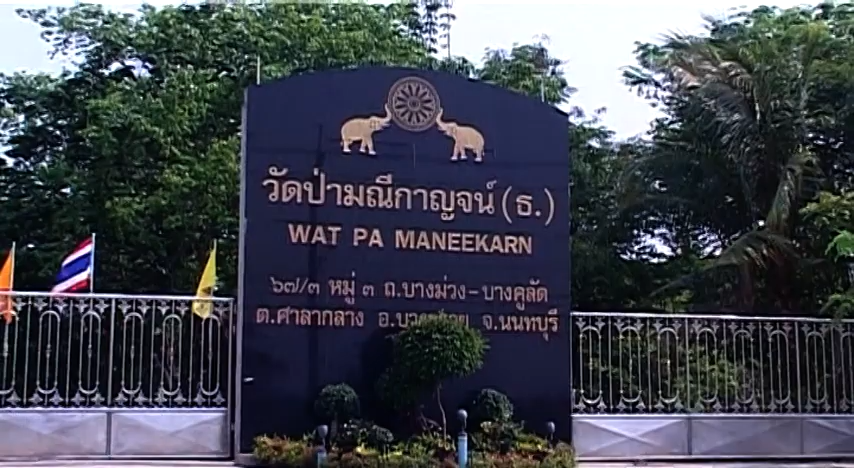 วัดป่ามณีกาญจน์ (ธ.)
WAT PA MANEEKARN
๖๗/๓ หมู่ ๓ ถ.บางม่วง-บางคูลัด
ต.ศาลากลาง จ.นนทบุรี